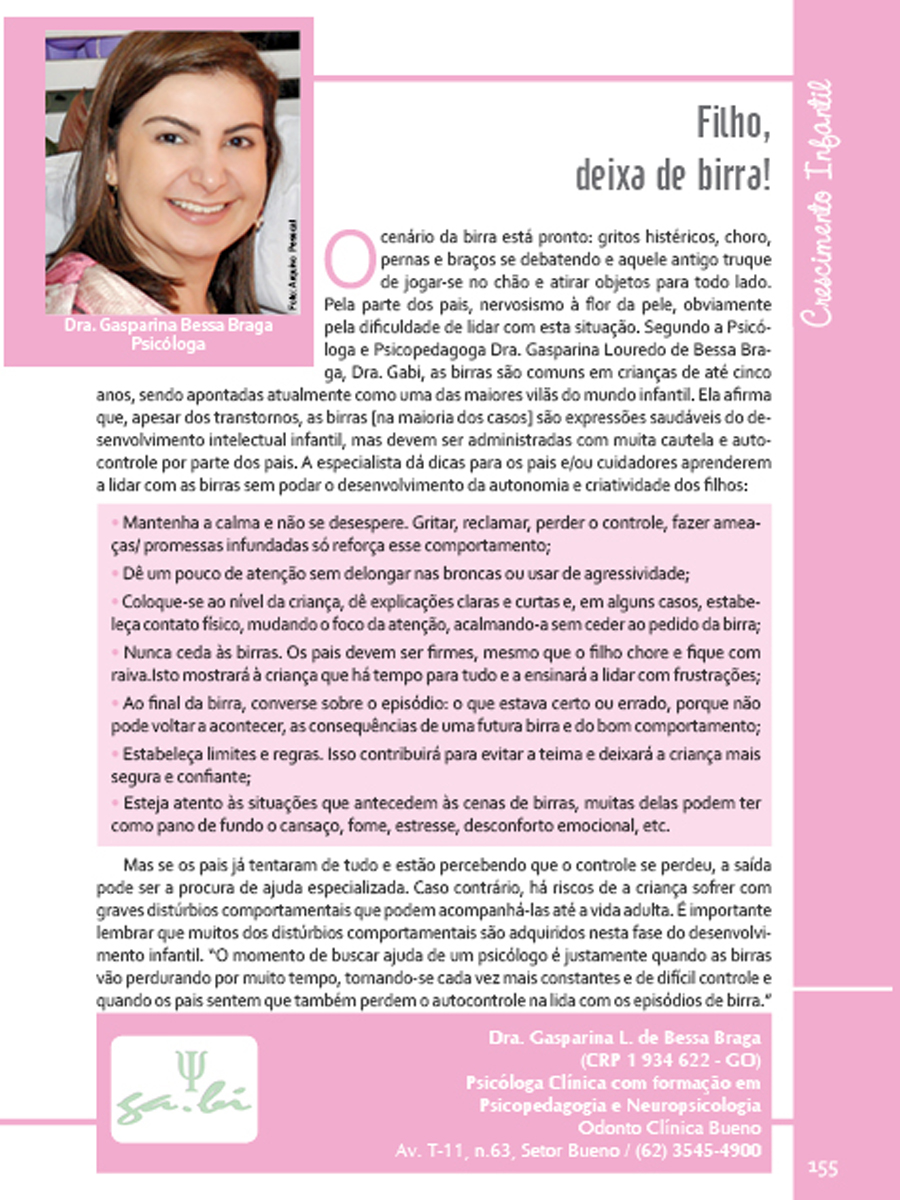 Crescimento Infantil
Foto: Arquivo Pessoal
Dra. Gasparina Bessa Braga
Psicóloga
Filho,
deixa de birra!
O cenário da birra está pronto: gritos histéricos, choro,
pernas e braços se debatendo e aquele antigo truque
de jogar-se no chão e atirar objetos para todo lado.
Pela parte dos pais, nervosismo à flor da pele, obviamente
pela dificuldade de lidar com esta situação. Segundo a Psicó-
loga e Psicopedagoga Dra. Gasparina Louredo de Bessa Bra-
ga, Dra. Gabi, as birras são comuns em crianças de até cinco
anos, sendo apontadas atualmente como uma das maiores vilãs do mundo infantil. Ela afirma
que, apesar dos transtornos, as birras [na maioria dos casos] são expressões saudáveis do de-
senvolvimento intelectual infantil, mas devem ser administradas com muita cautela e auto-
controle por parte dos pais. A especialista dá dicas para os pais e/ou cuidadores aprenderem
a lidar com as birras sem podar o desenvolvimento da autonomia e criatividade dos filhos:
• Mantenha a calma e não se desespere. Gritar, reclamar, perder o controle, fazer amea-
ças/ promessas infundadas só reforça esse comportamento;
• Dê um pouco de atenção sem delongar nas broncas ou usar de agressividade;
• Coloque-se ao nível da criança, dê explicações claras e curtas e, em alguns casos, estabe-
leça contato físico, mudando o foco da atenção, acalmando-a sem ceder ao pedido da birra;
• Nunca ceda às birras. Os pais devem ser firmes, mesmo que o filho chore e fique com
raiva.Isto mostrará à criança que há tempo para tudo e a ensinará a lidar com frustrações;
• Ao final da birra, converse sobre o episódio: o que estava certo ou errado, porque não
pode voltar a acontecer, as consequências de uma futura birra e do bom comportamento;
• Estabeleça limites e regras. Isso contribuirá para evitar a teima e deixará a criança mais
segura e confiante;
• Esteja atento às situações que antecedem às cenas de birras, muitas delas podem ter
como pano de fundo o cansaço, fome, estresse, desconforto emocional, etc.
Mas se os pais já tentaram de tudo e estão percebendo que o controle se perdeu, a saída
pode ser a procura de ajuda especializada. Caso contrário, há riscos de a criança sofrer com
graves distúrbios comportamentais que podem acompanhá-las até a vida adulta. É importante
lembrar que muitos dos distúrbios comportamentais são adquiridos nesta fase do desenvolvi-
mento infantil. "O momento de buscar ajuda de um psicólogo é justamente quando as birras
vão perdurando por muito tempo, tornando-se cada vez mais constantes e de difícil controle e
quando os pais sentem que também perdem o autocontrole na lida com os episódios de birra."
Ψ
ga.bi
Dra. Gasparina L. de Bessa Braga
(CRP 1 934 622 - GO)
Psicóloga Clínica com formação em
Psicopedagogia e Neuropsicologia
Odonto Clínica Bueno
Av. T-11, n.63, Setor Bueno / (62) 3545-4900
155